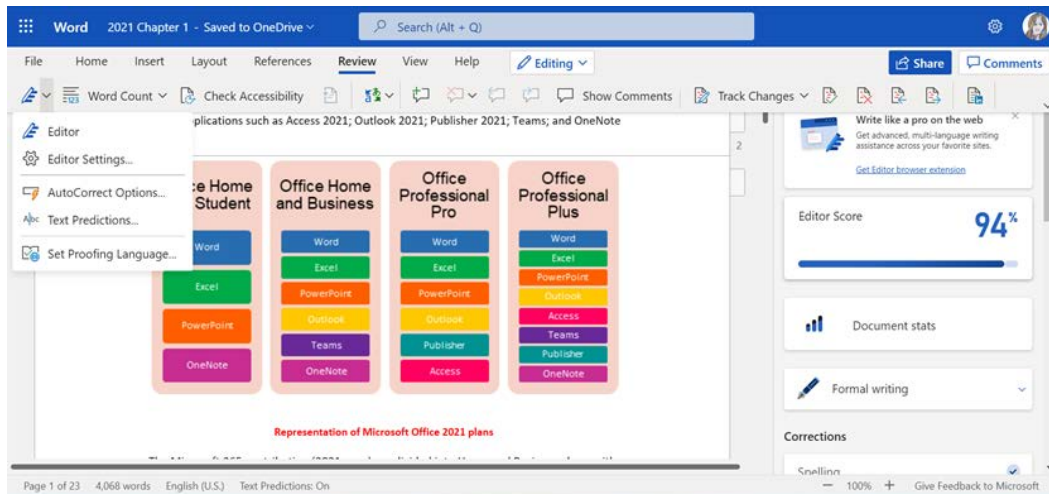 Word 2021 Chapter 1 - Saved to OneDrive Search (Alt + Q)
File Home Insert Layout References Review View Help Editing Share Comments
Word Count Check Accessibility Show Comments Track Changes
Editor
Editor Settings...
AutoCorrect Options...
Text Predictions...
Set Proofing Language...
such as Access 2021; Outlook 2021; Publisher 2021; Teams; and OneNote
2
Home
Student
Word
Excel
PowerPoint
OneNote
Office Home
and Business
Word
Excel
PowerPoint
Outlook
Teams
OneNote
Office
Professional
Pro
Word
Excel
PowerPoint
Outlook
Publisher
Access
Office
Professional
Plus
Word
Excel
PowerPoint
Outlook
Access
Teams
Publisher
OneNote
Representation of Microsoft Office 2021 plans
Write like a pro on the web
Get advanced, multi-language writing
assistance across your favorite sites.
Get Editor browser extension
Editor Score 94%
Document stats
Formal writing
Corrections
Spelling
Page 1 of 23 4,068 words English (U.S.) Text Predictions: On 100% Give Feedback to Microsoft